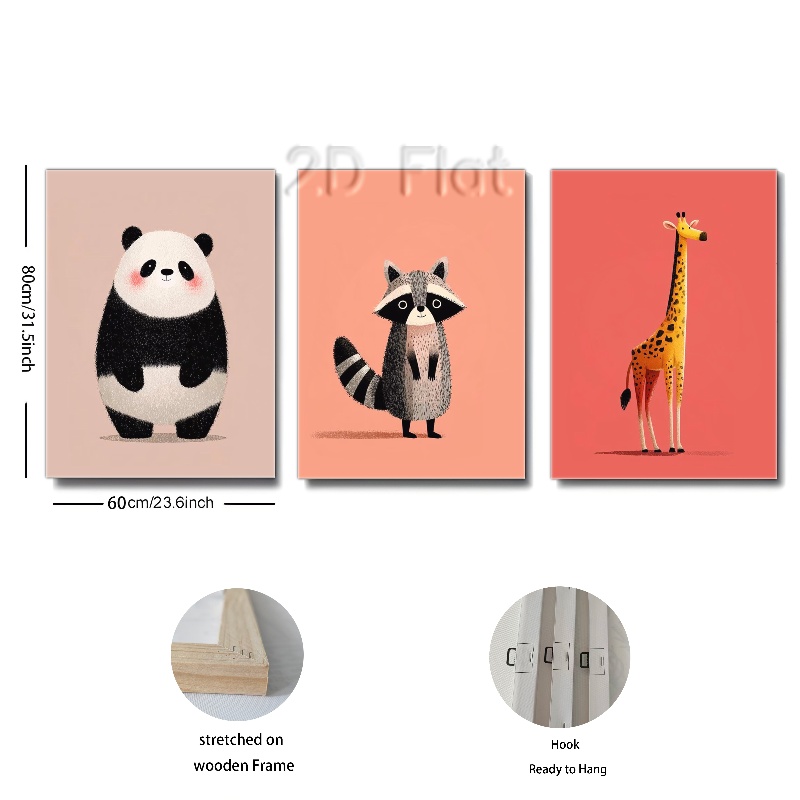 2D Flat
80cm/31.5inch
60cm/23.6inch
stretched on
wooden Frame
Hook
Ready to Hang